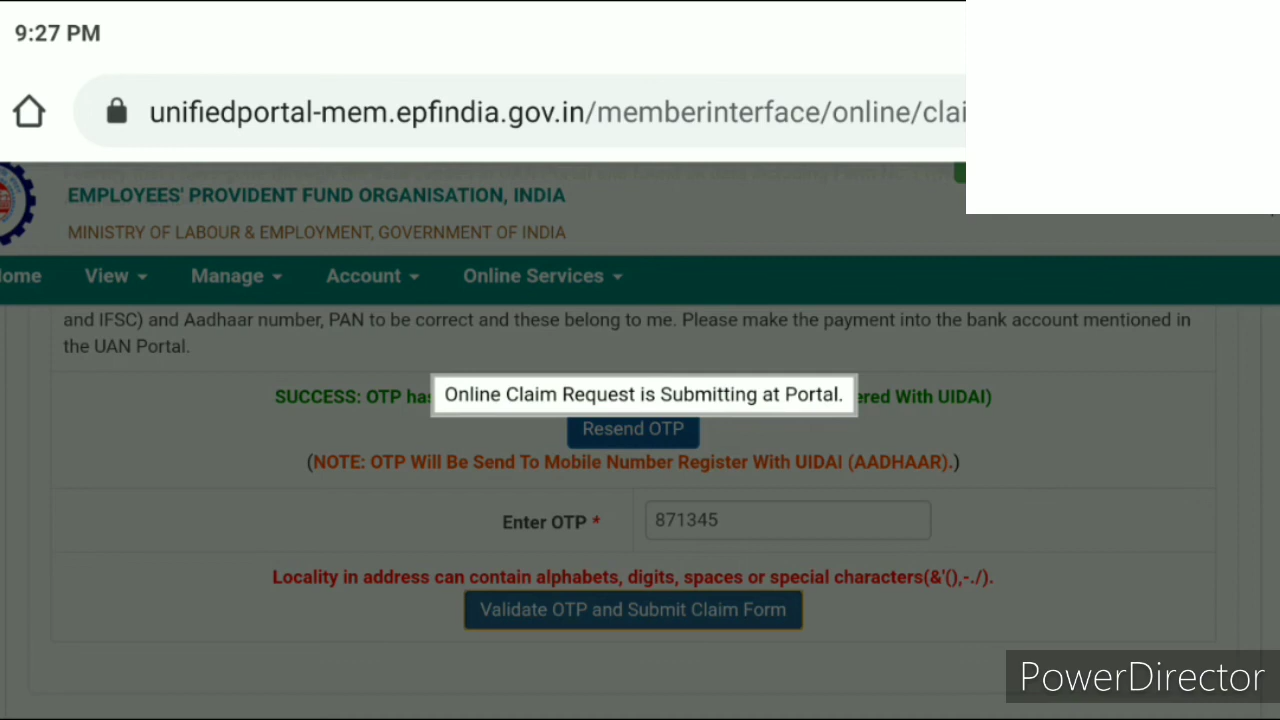 9:27 PM
unifiedportal-mem.epfindia.gov.in/memberinterface/online/clai
EMPLOYEES' PROVIDENT FUND ORGANISATION, INDIA
MINISTRY OF LABOUR & EMPLOYMENT, GOVERNMENT OF INDIA
ome View Manage Account Online Services
and IFSC) and Aadhaar number, PAN to be correct and these belong to me. Please make the payment into the bank account mentioned in
the UAN Portal.
SUCCESS: OTP has Online Claim Request is Submitting at Portal. ered With UIDAI)
Resend OTP
(NOTE: OTP Will Be Send To Mobile Number Register With UIDAI (AADHAAR).)
Enter OTP * 871345
Locality in address can contain alphabets, digits, spaces or special characters(&'(),-./).
Validate OTP and Submit Claim Form
PowerDirector